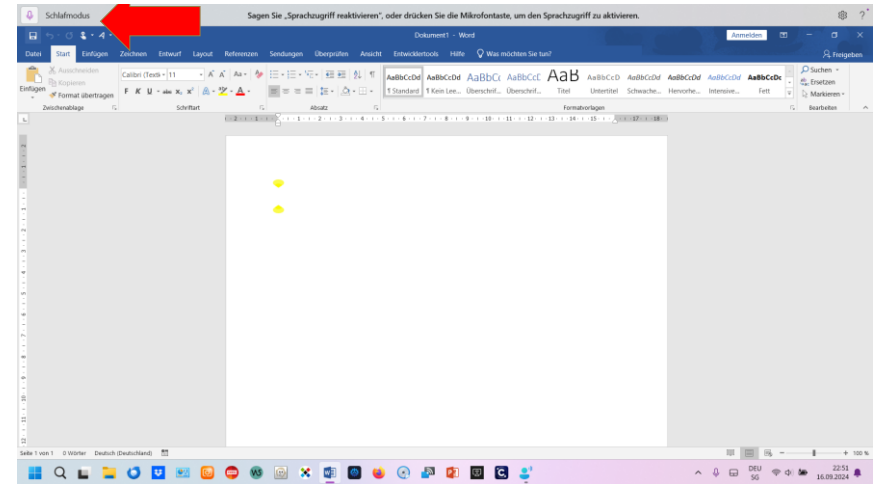 Schlafmodus Sagen Sie „Sprachzugriff reaktivieren", oder drücken Sie die Mikrofontaste, um den Sprachzugriff zu aktivieren.
Dokument1 - Word Anmelden
Datei Start Einfügen Zeichnen Entwurf Layout Referenzen Sendungen Überprüfen Ansicht Entwicklertools Hilfe Was möchten Sie tun? Freigeben
Einfügen
Ausschneiden
Kopieren
Format übertragen
Zwischenablage
Calibri (Textk 11
F K U abc x₂ x²
Schriftart
Absatz
AaBbCcDd AaBbCcDd AaBbCc AaBbCcC AaB AaBbCcD AaBbCcDd AaBbCcDd AaBbCcDd AaBbCcDc
¶ Standard ¶ Kein Lee... Überschrif... Überschrif... Titel Untertitel Schwache... Hervorhe... Intensive... Fett
Formatvorlagen
Suchen
Ersetzen
Markieren
Bearbeiten
Seite 1 von 1 0 Wörter Deutsch (Deutschland) 100 %
DEU
SG
22:51
16.09.2024